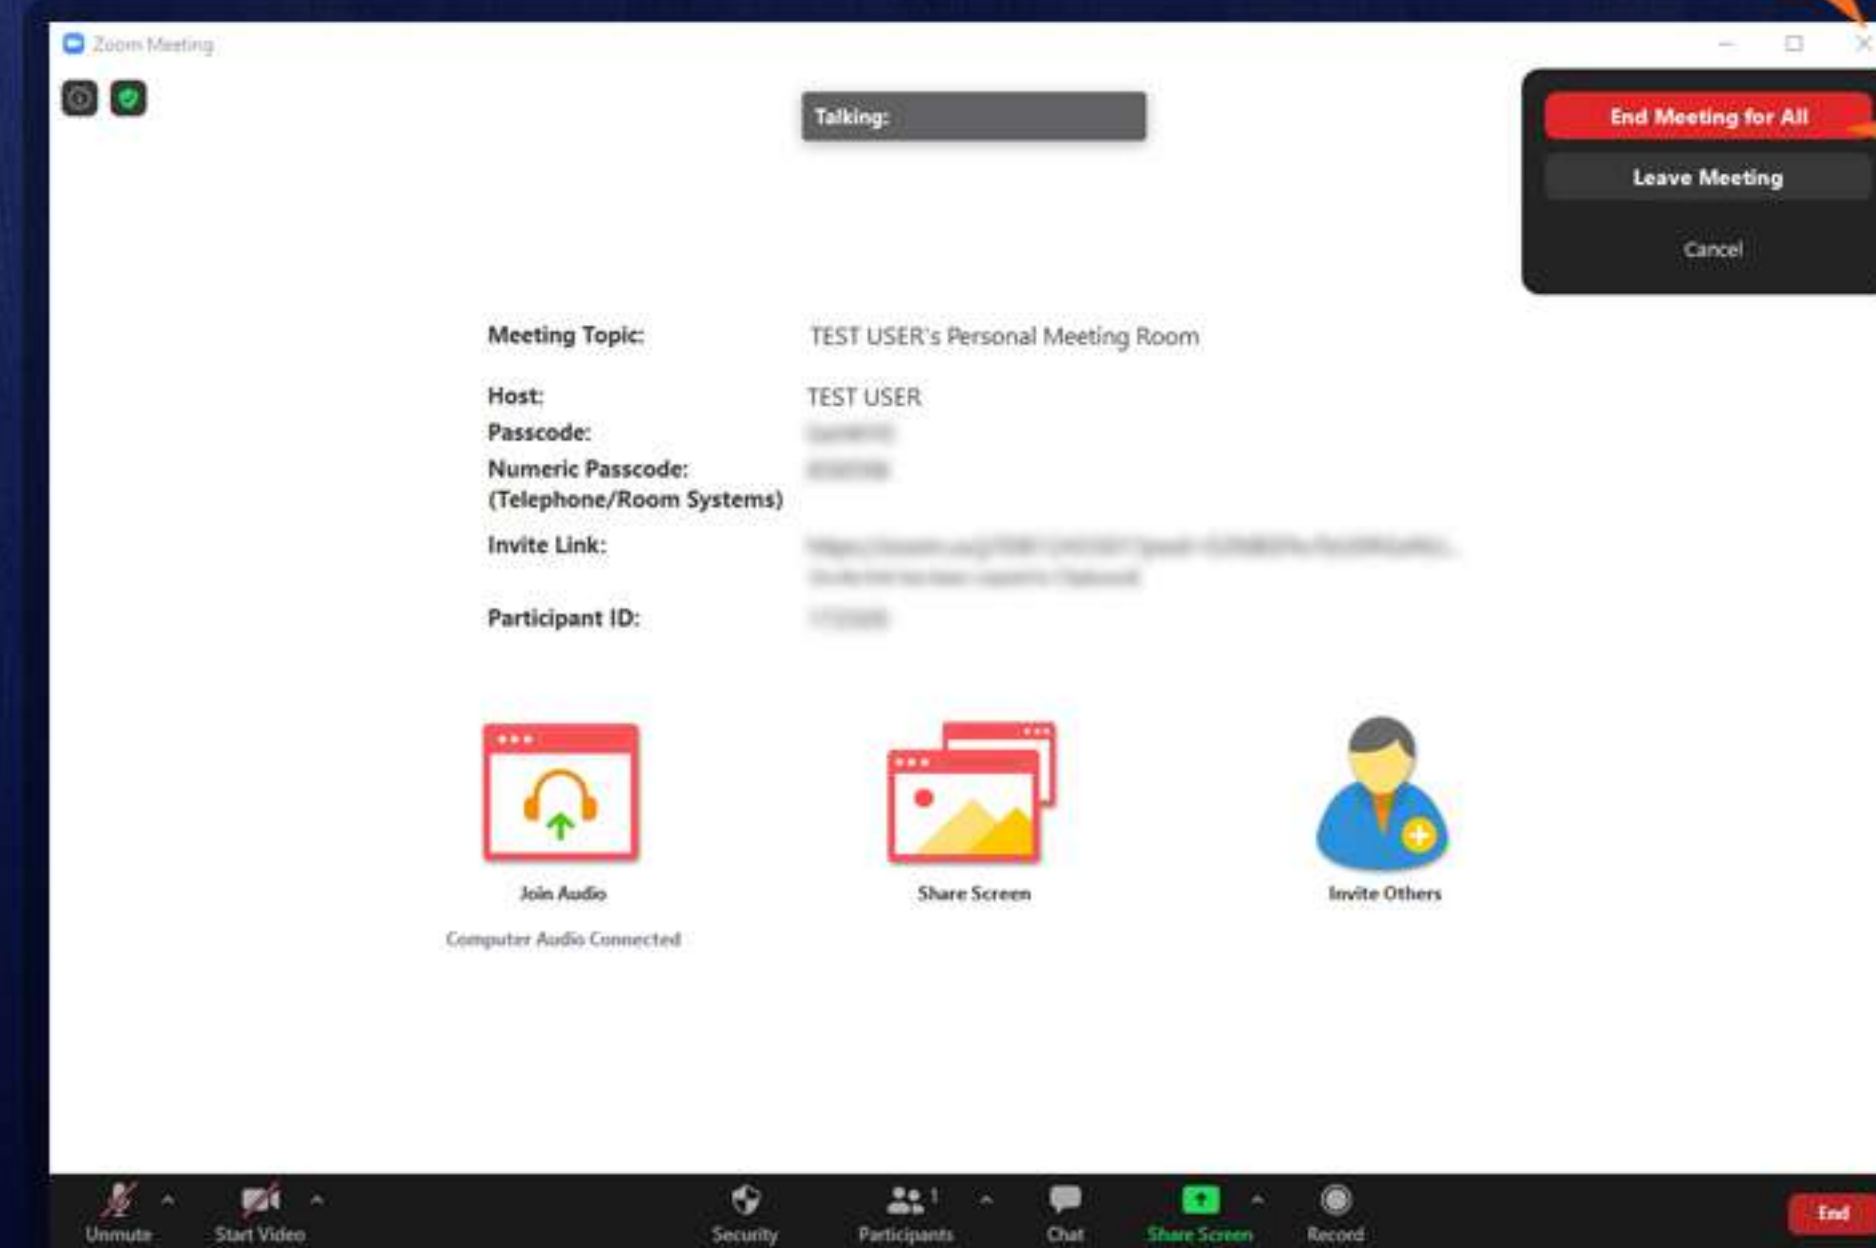 Zoom Meeting
Talking:
End Meeting for All
Leave Meeting
Cancel
Meeting Topic: TEST USER's Personal Meeting Room
Host: TEST USER
Passcode:
Numeric Passcode:
(Telephone/Room Systems)
Invite Link:
Participant ID:
Join Audio Share Screen Invite Others
Computer Audio Connected
Unmute Start Video Security Participants 1 Chat Share Screen Record End